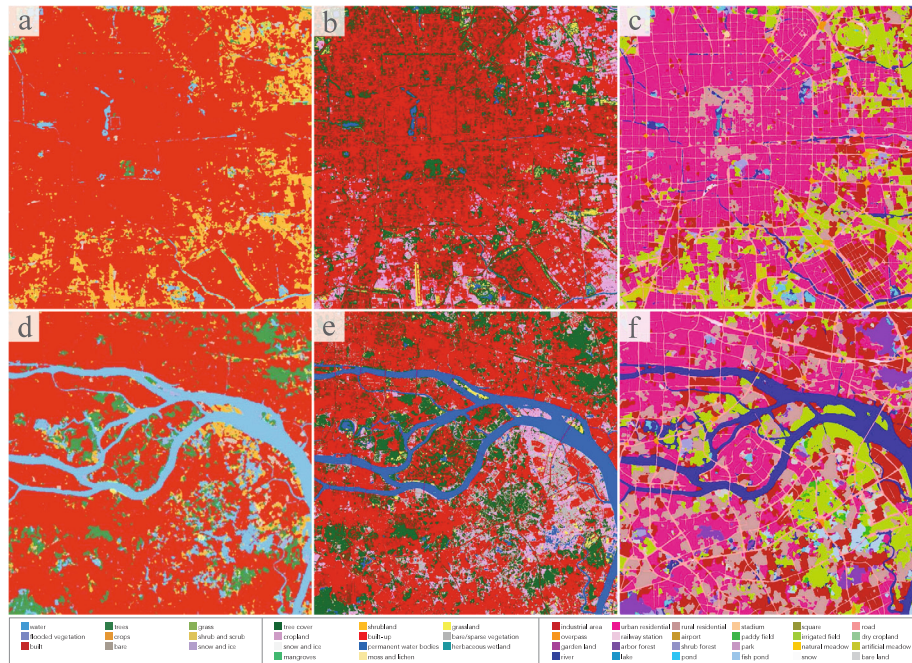 a b c
d e f
water trees grass tree cover shrubland grassland industrial area urban residential rural residential stadium square road
flooded vegetation crops shrub and scrub cropland built-up bare/sparse vegetation overpass railway station airport paddy field irrigated field dry cropland
built bare snow and ice snow and ice permanent water bodies herbaceous wetland garden land arbor forest shrub forest park natural meadow artificial meadow
mangroves moss and lichen river lake pond fish pond snow bare land